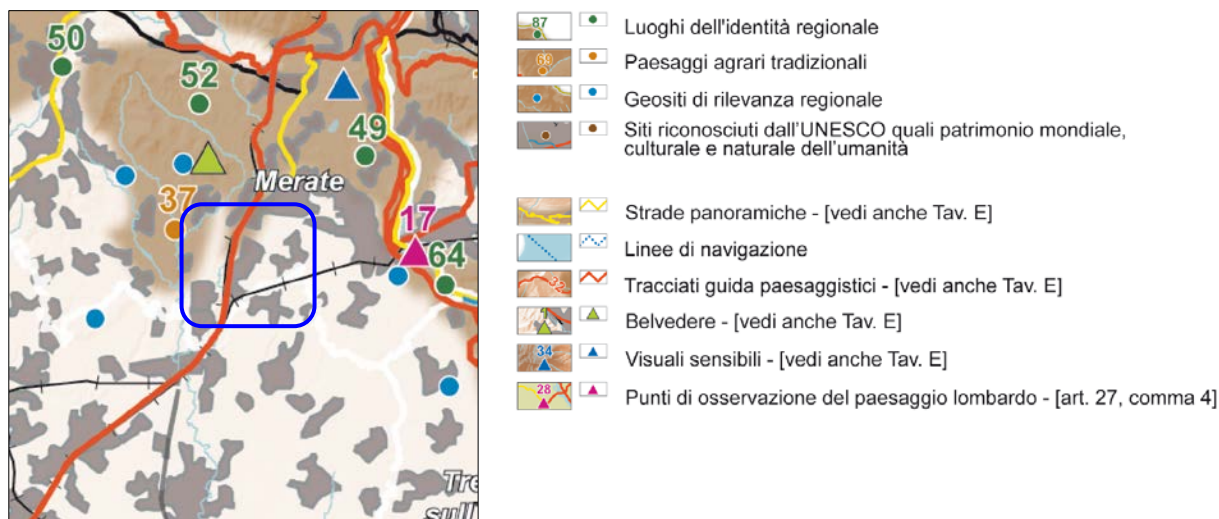 50
52
49
Merate
37
17
64
Tre
sull
87
Luoghi dell'identità regionale
69
Paesaggi agrari tradizionali
Geositi di rilevanza regionale
Siti riconosciuti dall'UNESCO quali patrimonio mondiale,
culturale e naturale dell'umanità
Strade panoramiche - [vedi anche Tav. E]
Linee di navigazione
32
Tracciati guida paesaggistici - [vedi anche Tav. E]
Belvedere - [vedi anche Tav. E]
34
Visuali sensibili - [vedi anche Tav. E]
28
Punti di osservazione del paesaggio lombardo - [art. 27, comma 4]